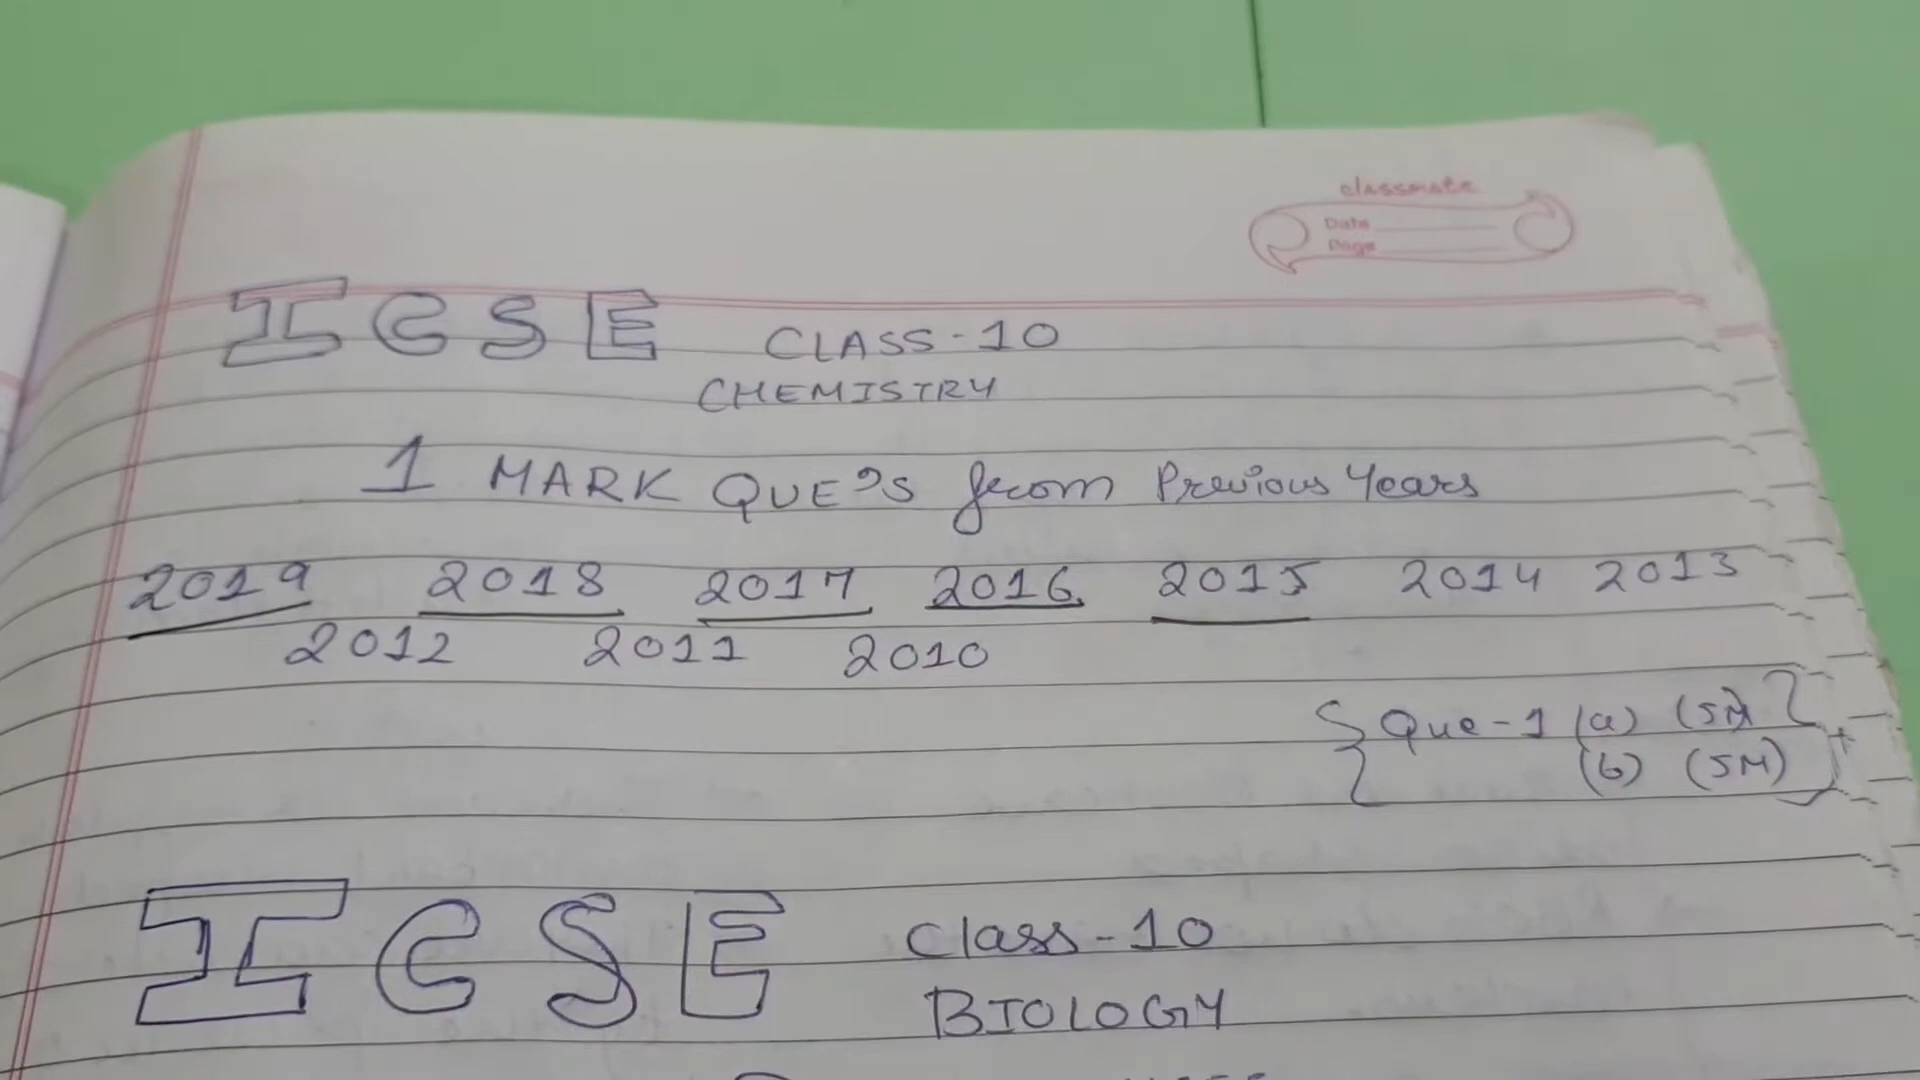 classmate
Date
Page
ICSE CLASS-10
CHEMISTRY
1 MARK QUE'S from Previous Years
2019 2018 2017 2016 2015 2014 2013
2012 2011 2010
{ Que-1 (a) (5M) }
(b) (5M)
ICSE Class-10
BIOLOGY